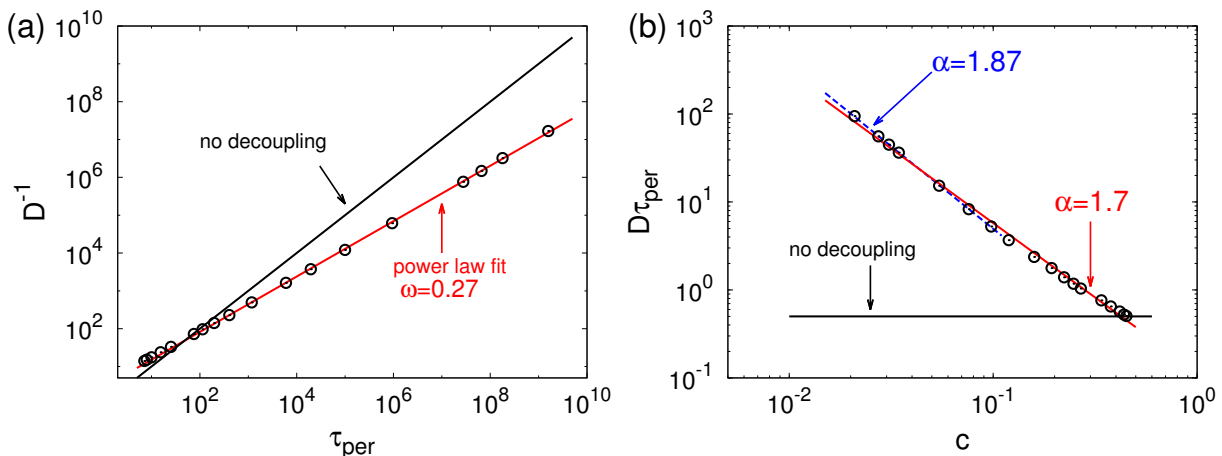 (a)
10^10
10^8
10^6
10^4
10^2
D^-1
no decoupling
power law fit
ω=0.27
10^2
10^4
10^6
10^8
10^10
τ_per
(b)
10^3
10^2
10^1
10^0
10^-1
Dτ_per
α=1.87
α=1.7
no decoupling
10^-2
10^-1
10^0
c